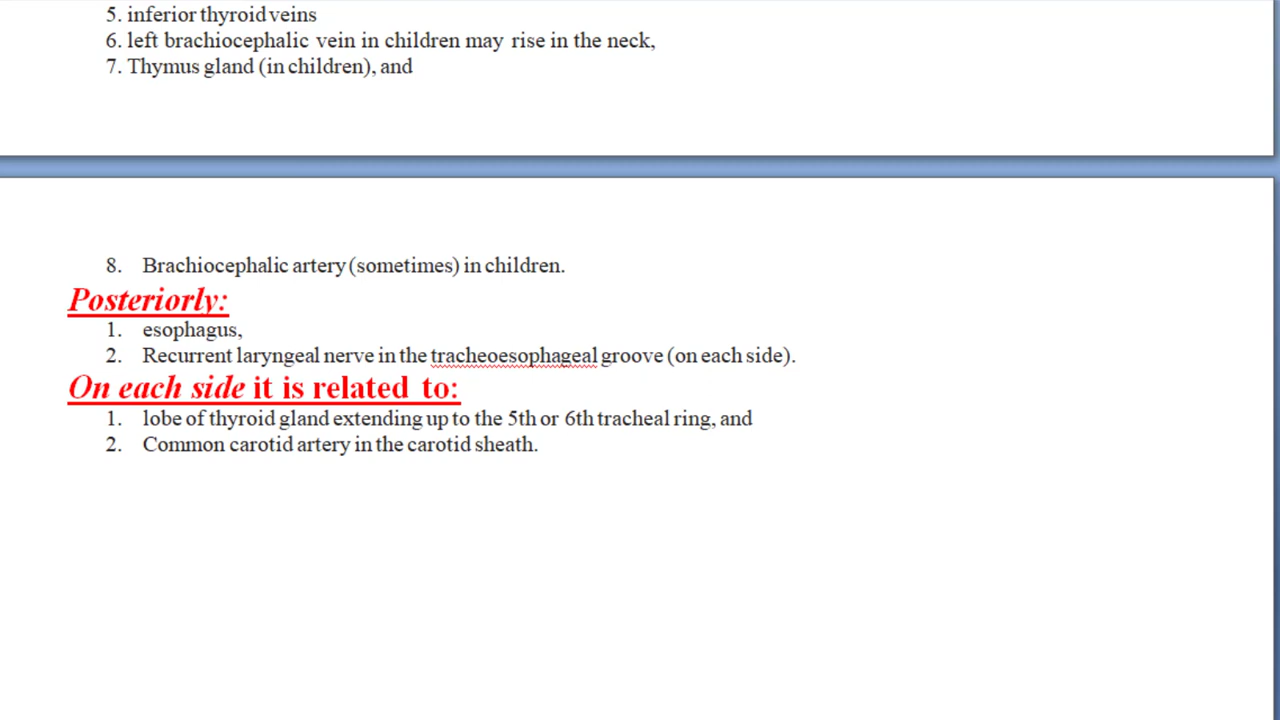 5. inferior thyroid veins
6. left brachiocephalic vein in children may rise in the neck,
7. Thymus gland (in children), and
8. Brachiocephalic artery (sometimes) in children.
Posteriorly:
1. esophagus,
2. Recurrent laryngeal nerve in the tracheoesophageal groove (on each side).
On each side it is related to:
1. lobe of thyroid gland extending up to the 5th or 6th tracheal ring, and
2. Common carotid artery in the carotid sheath.